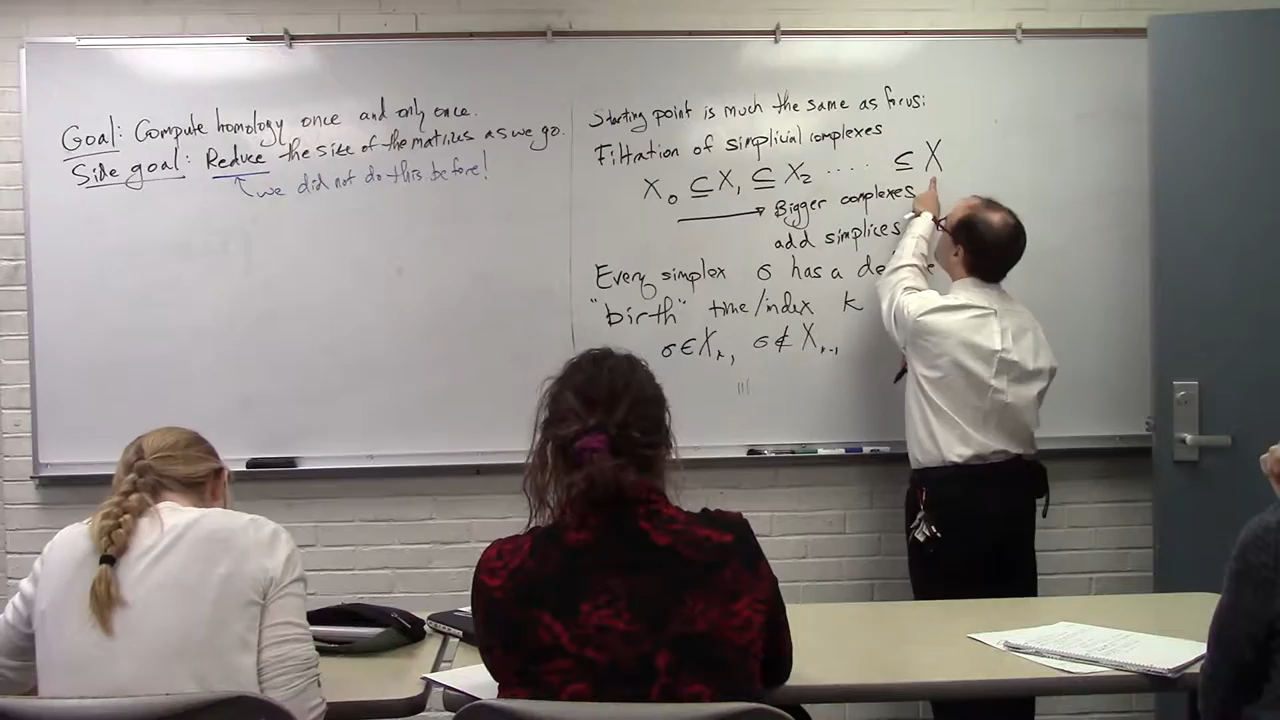 Goal: Compute homology once and only once.
Side goal: Reduce the size of the matrices as we go.
we did not do this before!
Starting point is much the same as focus:
Filtration of simplicial complexes
X₀ ⊆ X₁ ⊆ X₂ .... ⊆ X
Bigger complexes
add simplices
Every simplex σ has a
"birth" time/index k
σ ∈ Xₖ, σ ∉ Xₖ₋₁